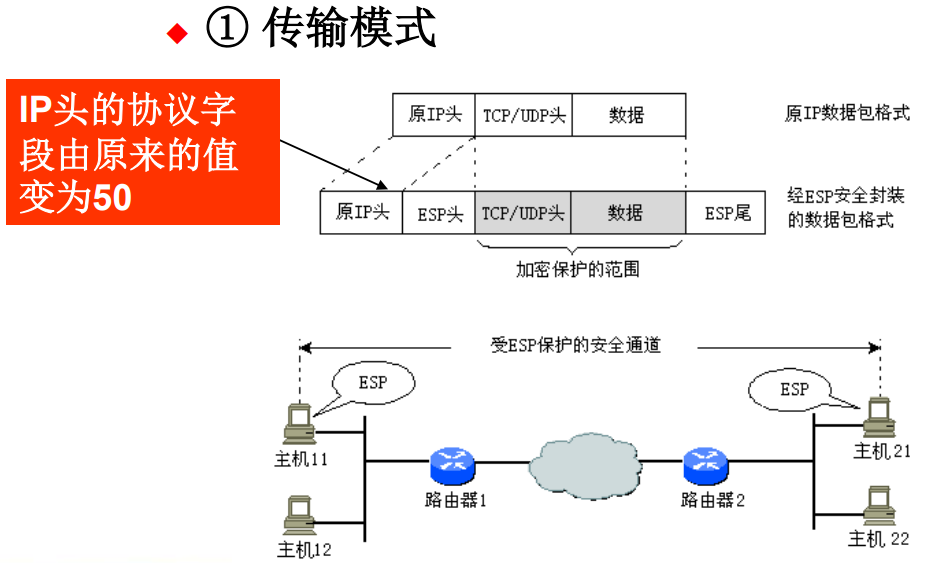 ① 传输模式
IP头的协议字
段由原来的值
变为50
原IP头 TCP/UDP头 数据 原IP数据包格式
原IP头 ESP头 TCP/UDP头 数据 ESP尾 经ESP安全封装
的数据包格式
加密保护的范围
受ESP保护的安全通道
ESP ESP
主机11 主机21
路由器1 路由器2
主机12 主机 22